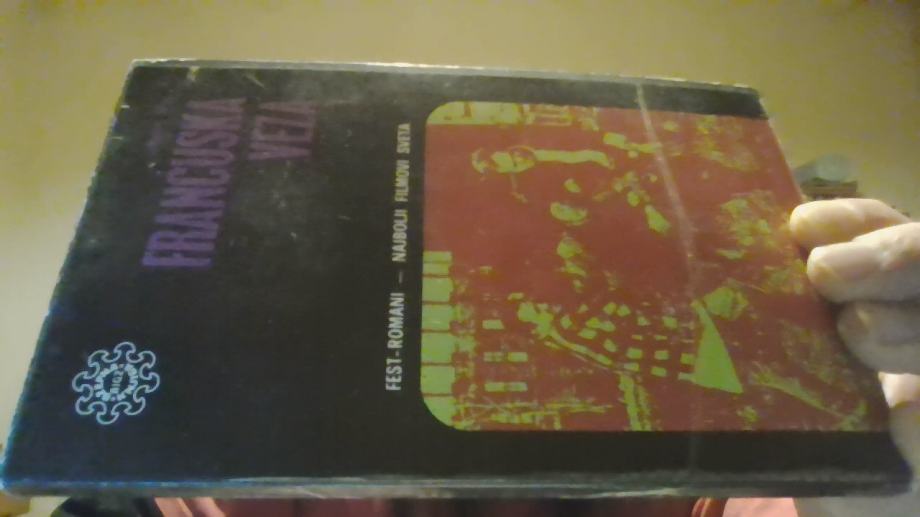 FRANCUSKA
VEZA
FEST-ROMANI — NAJBOLJI FILMOVI SVETA